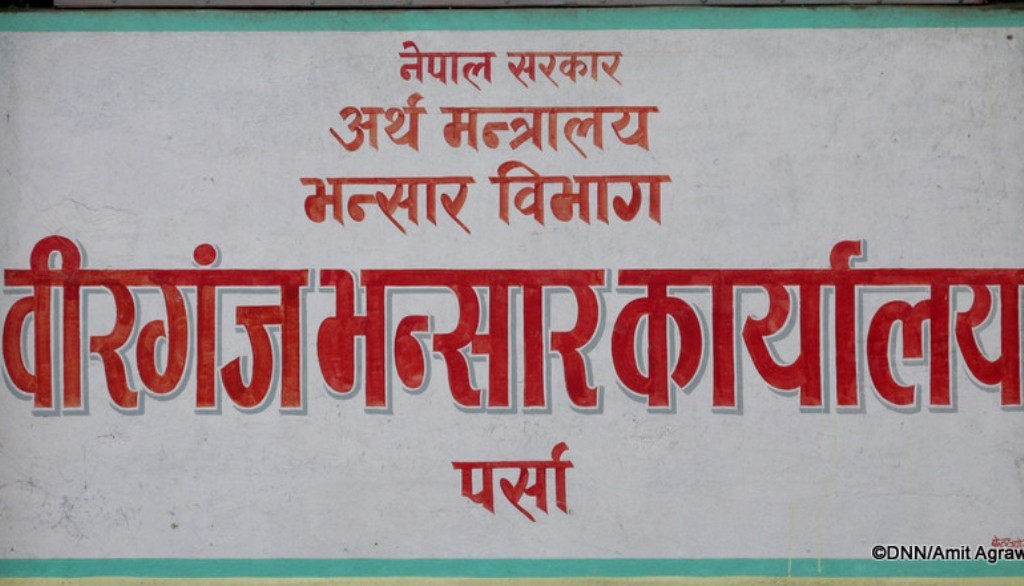 नेपाल सरकार
अर्थ मन्त्रालय
भन्सार विभाग
वीरगंज भन्सार कार्यालय
पर्सा
©DNN/Amit Agraw